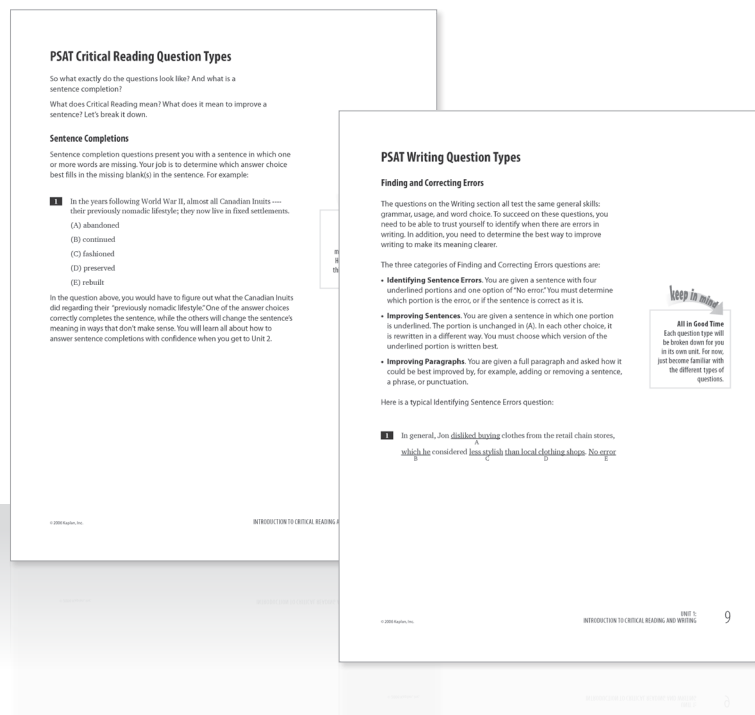 PSAT Critical Reading Question Types
So what exactly do the questions look like? And what is a
sentence completion?
What does Critical Reading mean? What does it mean to improve a
sentence? Let's break it down.
Sentence Completions
Sentence completion questions present you with a sentence in which one
or more words are missing. Your job is to determine which answer choice
best fills in the missing blank(s) in the sentence. For example:
1 In the years following World War II, almost all Canadian Inuits ----
their previously nomadic lifestyle; they now live in fixed settlements.
(A) abandoned
(B) continued
(C) fashioned
(D) preserved
(E) rebuilt
In the question above, you would have to figure out what the Canadian Inuits
did regarding their "previously nomadic lifestyle." One of the answer choices
correctly completes the sentence, while the others will change the sentence's
meaning in ways that don't make sense. You will learn all about how to
answer sentence completions with confidence when you get to Unit 2.
INTRODUCTION TO CRITICAL READING
PSAT Writing Question Types
Finding and Correcting Errors
The questions on the Writing section all test the same general skills:
grammar, usage, and word choice. To succeed on these questions, you
need to be able to trust yourself to identify when there are errors in
writing. In addition, you need to determine the best way to improve
writing to make its meaning clearer.
The three categories of Finding and Correcting Errors questions are:
• Identifying Sentence Errors. You are given a sentence with four
underlined portions and one option of "No error." You must determine
which portion is the error, or if the sentence is correct as it is.
• Improving Sentences. You are given a sentence in which one portion
is underlined. The portion is unchanged in (A). In each other choice, it
is rewritten in a different way. You must choose which version of the
underlined portion is written best.
• Improving Paragraphs. You are given a full paragraph and asked how it
could be best improved by, for example, adding or removing a sentence,
a phrase, or punctuation.
Here is a typical Identifying Sentence Errors question:
1 In general, Jon disliked buying clothes from the retail chain stores,
A
which he considered less stylish than local clothing shops. No error
B C D E
keep in mind
All in Good Time
Each question type will
be broken down for you
in its own unit. For now,
just become familiar with
the different types of
questions.
Kaplan, Inc.
UNIT 1:
INTRODUCTION TO CRITICAL READING AND WRITING 9